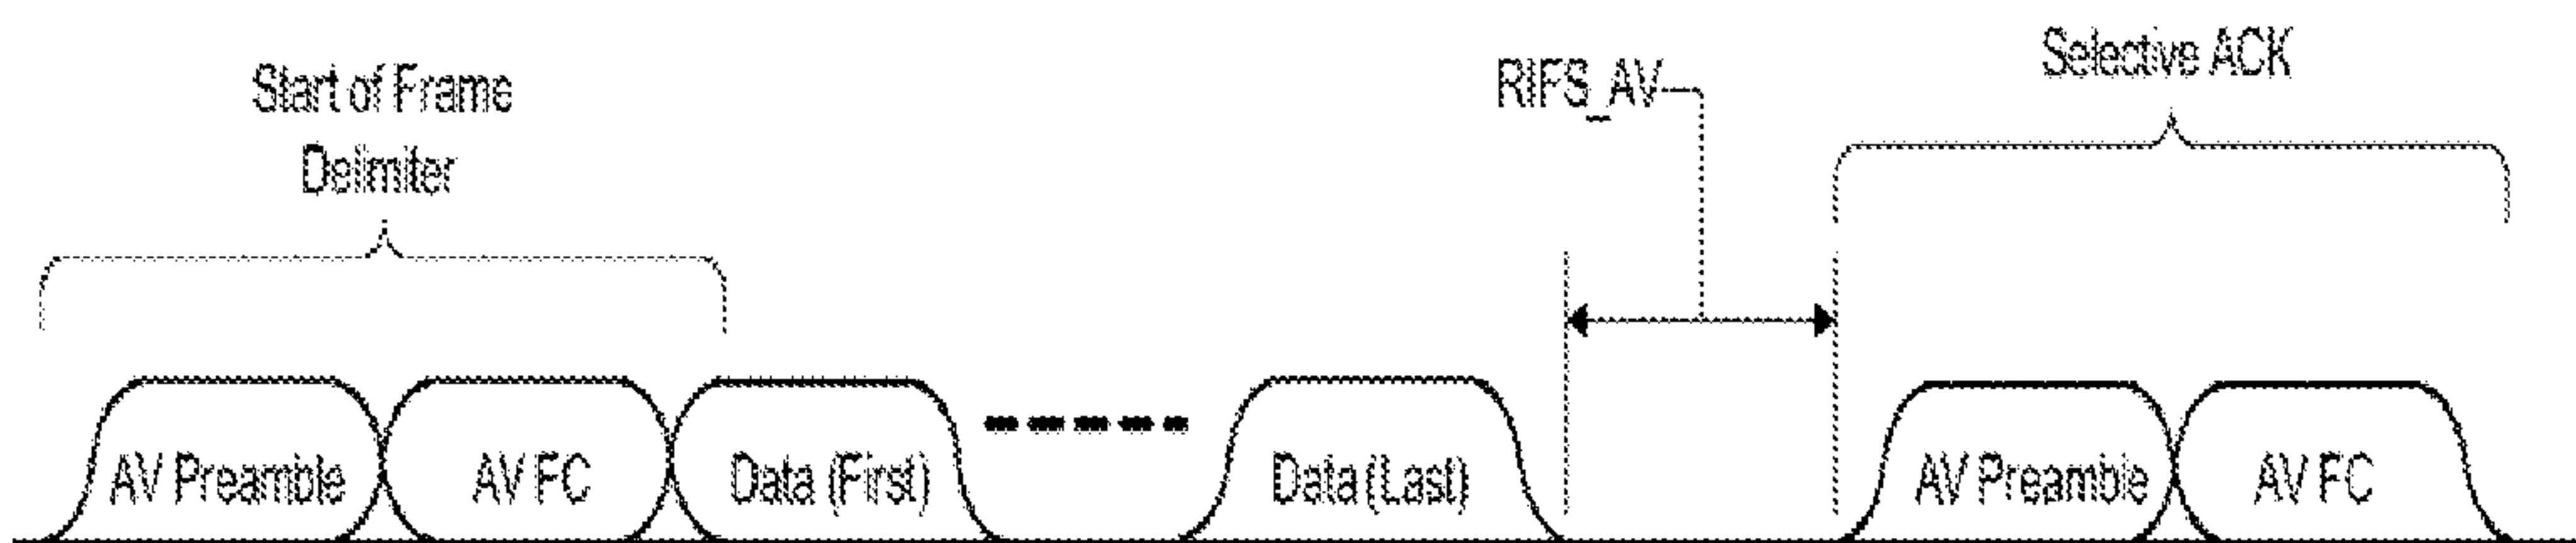 Start of Frame
Delimiter
RIFS_AV
Selective ACK
AV Preamble
AV FC
Data (First)
Data (Last)
AV Preamble
AV FC